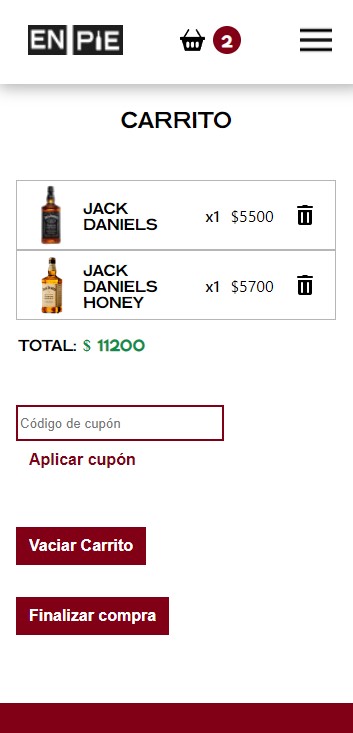 EN PIE
2
CARRITO
JACK
DANIELS
x1 $5500
JACK
DANIELS
HONEY
x1 $5700
TOTAL: $ 11200
Código de cupón
Aplicar cupón
Vaciar Carrito
Finalizar compra